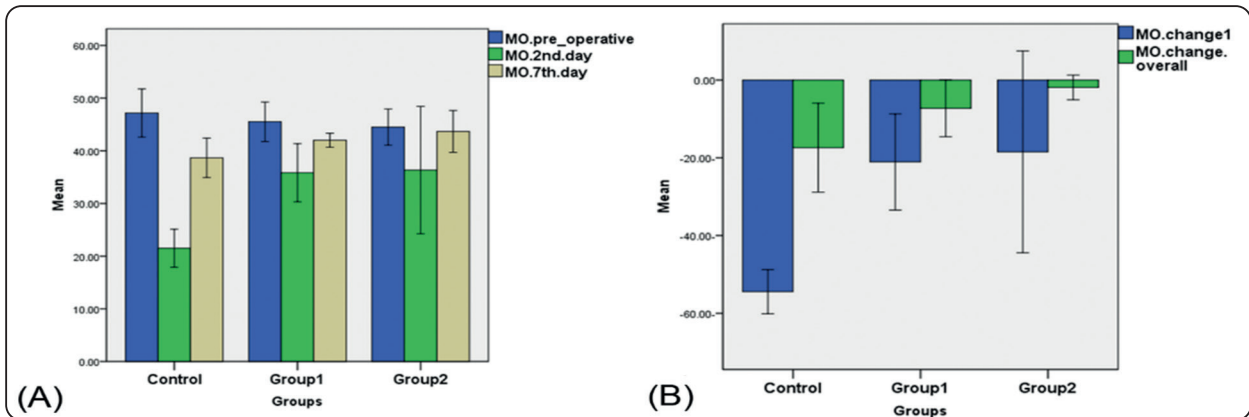 MO.pre_operative
MO.2nd.day
MO.7th.day
60.00
50.00
40.00
30.00
20.00
10.00
0.00
Mean
Control Group1 Group2
Groups
(A)
MO.change1
MO.change.
overall
0.00
-20.00-
-40.00-
-60.00-
Mean
Control Group1 Group2
Groups
(B)